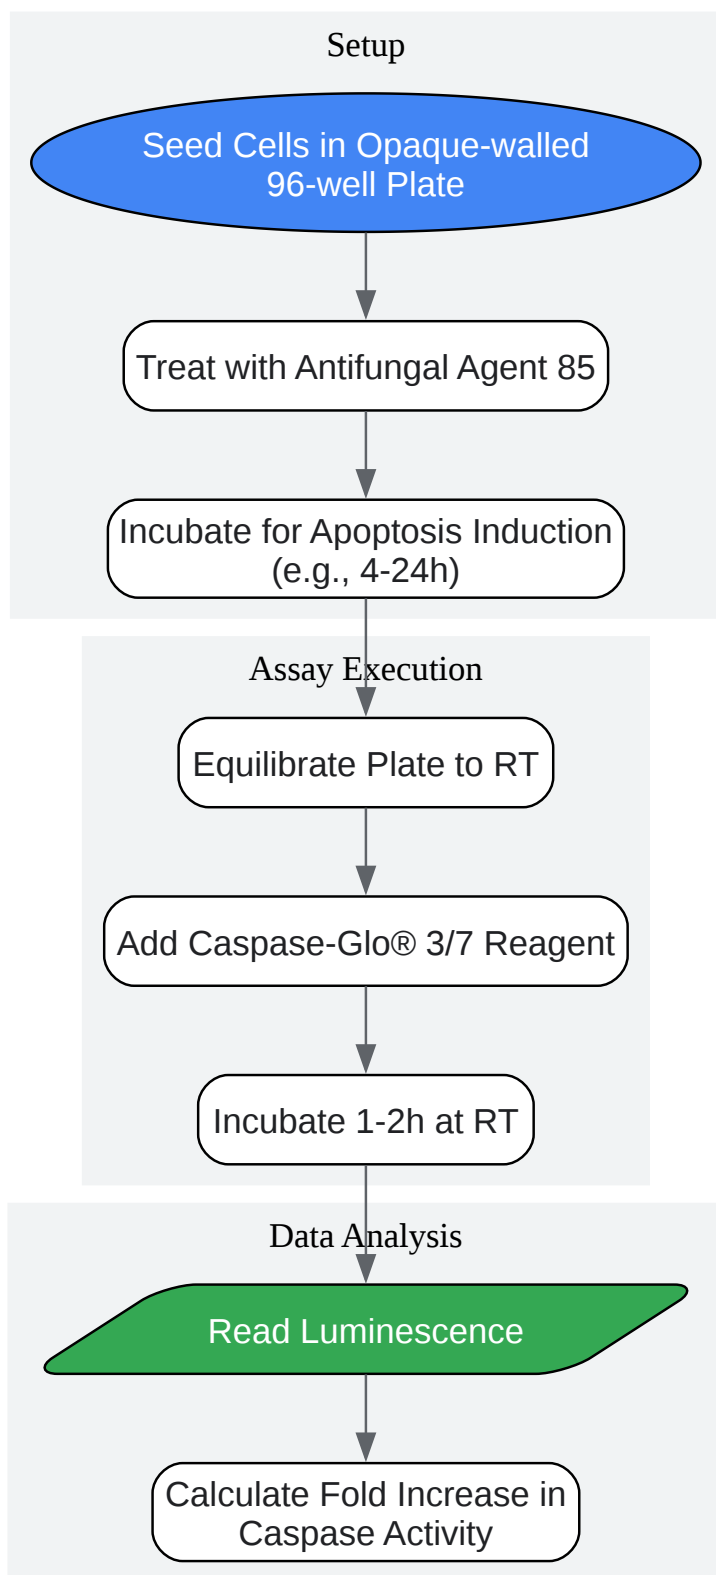 Setup
Seed Cells in Opaque-walled
96-well Plate
Treat with Antifungal Agent 85
Incubate for Apoptosis Induction
(e.g., 4-24h)
Assay Execution
Equilibrate Plate to RT
Add Caspase-Glo® 3/7 Reagent
Incubate 1-2h at RT
Data Analysis
Read Luminescence
Calculate Fold Increase in
Caspase Activity